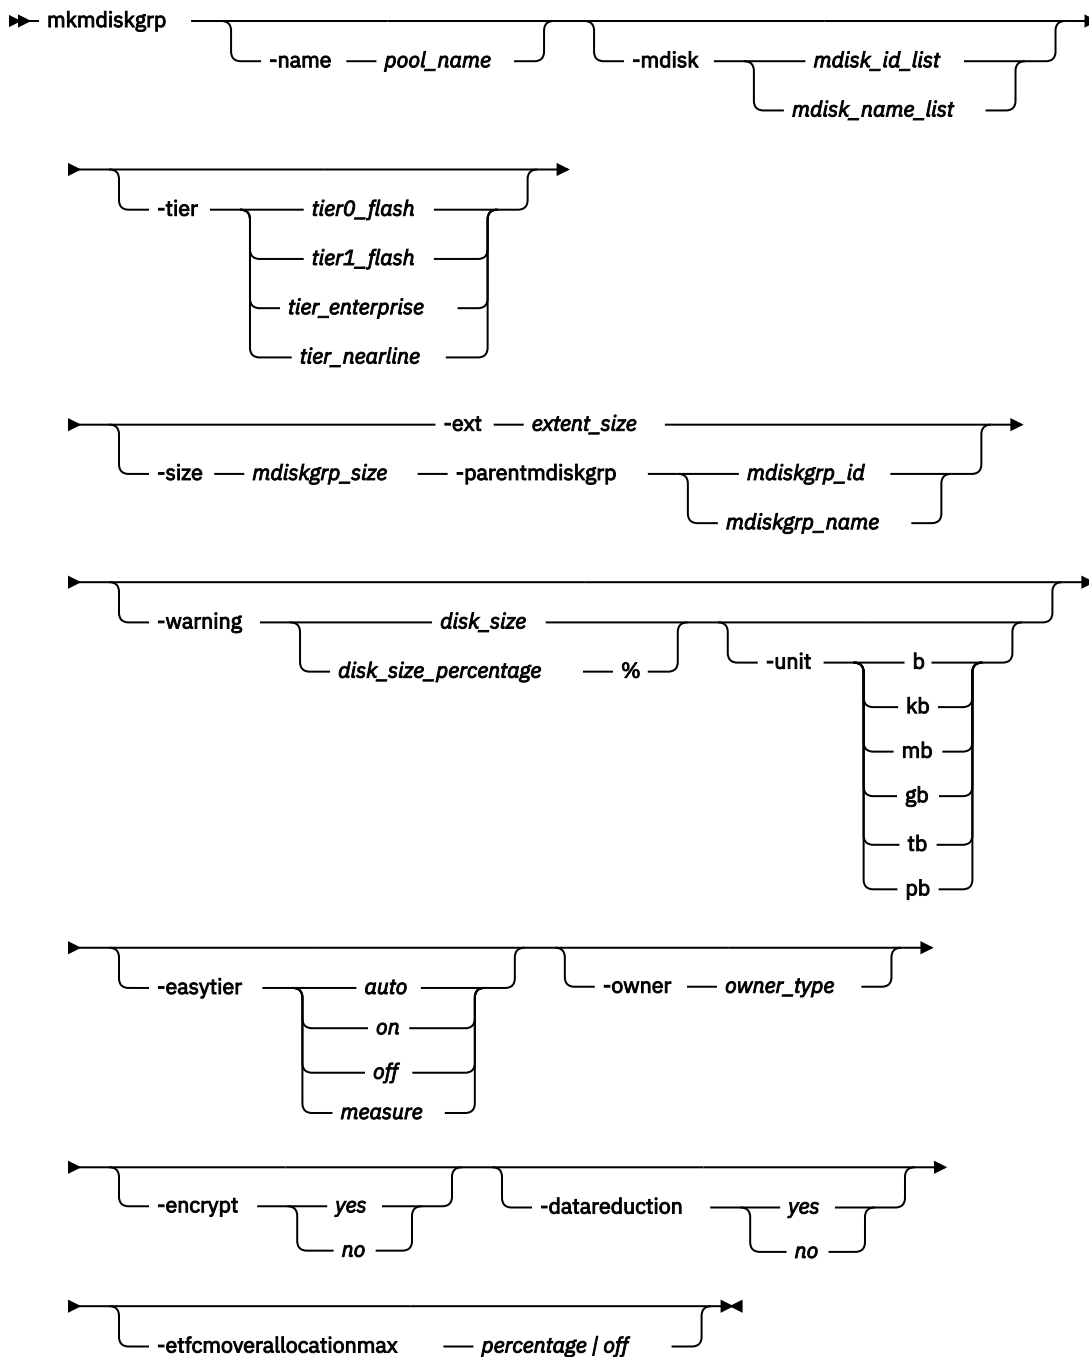 mkmdiskgrp
-name pool_name -mdisk mdisk_id_list
mdisk_name_list
-tier tier0_flash
tier1_flash
tier_enterprise
tier_nearline
-ext extent_size
-size mdiskgrp_size -parentmdiskgrp mdiskgrp_id
mdiskgrp_name
-warning disk_size
disk_size_percentage % -unit b
kb
mb
gb
tb
pb
-easytier auto -owner owner_type
on
off
measure
-encrypt yes -datareduction yes
no no
-etfcmoverallocationmax percentage | off